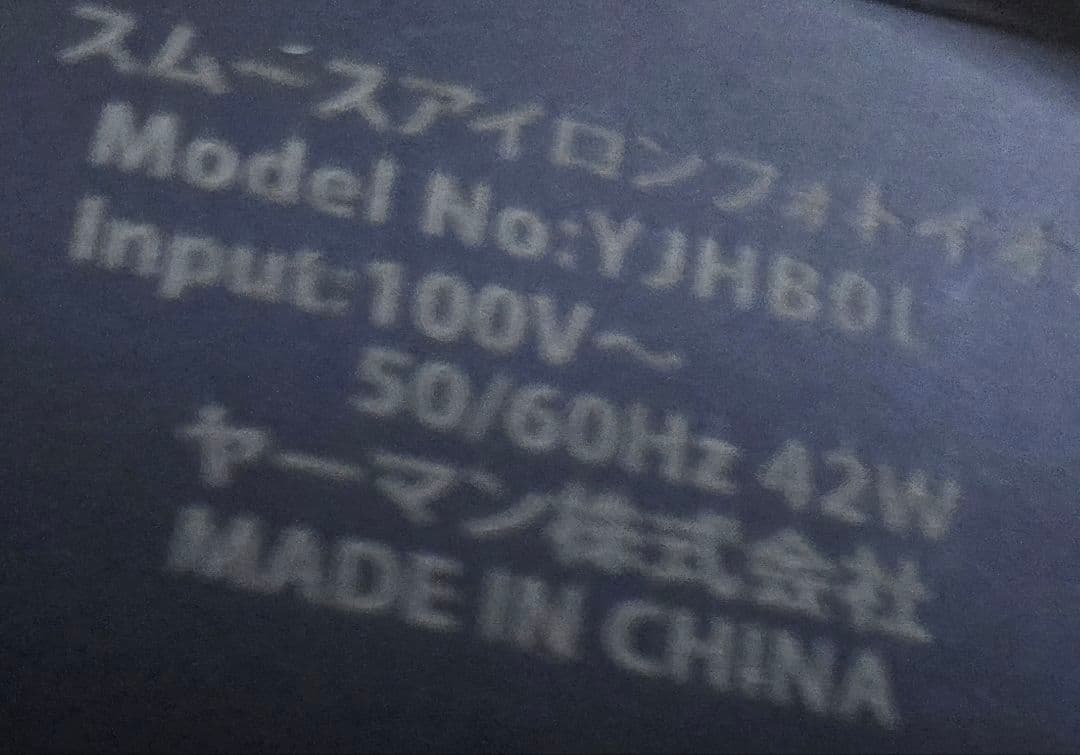 スムースアイロンフォトイオ
Model No:YJHB0L
Input:100V～
50/60Hz 42W
ヤーマン株式会社
MADE IN CHINA